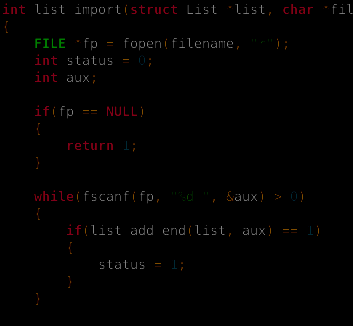 int list import(struct List *list, char *fil
{
FILE *fp = fopen(filename, "r");
int status = 0;
int aux;
if(fp == NULL)
{
return 1;
}
while(fscanf(fp, "%d ", &aux) > 0)
{
if(list add end(list, aux) == 1)
{
status = 1;
}
}